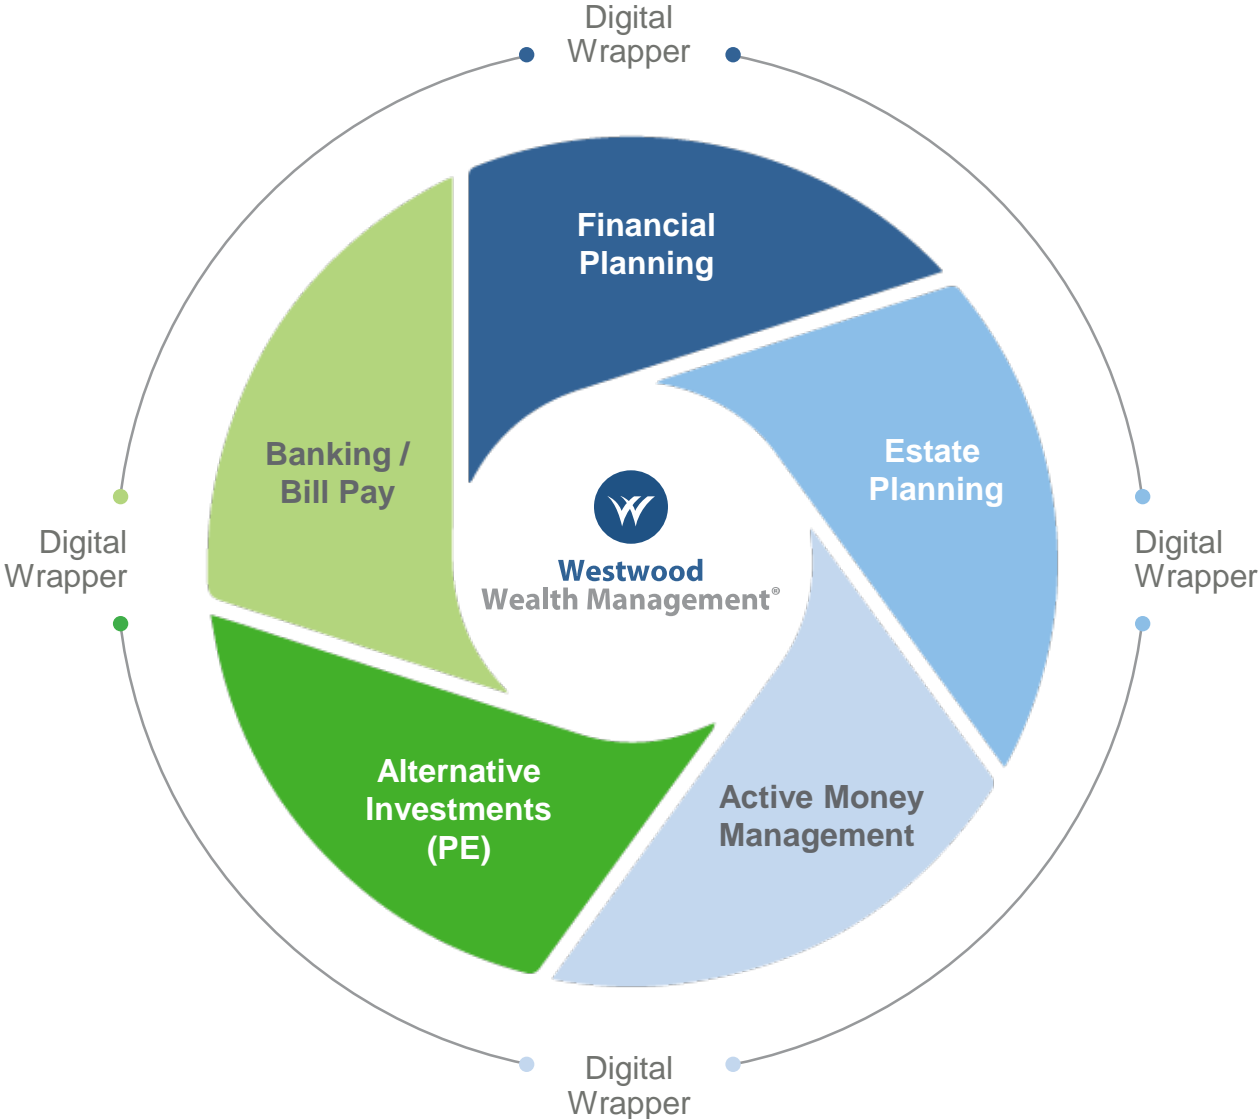 Digital
Wrapper
Financial
Planning
Banking /
Bill Pay
Estate
Planning
Westwood
Wealth Management®
Digital
Wrapper
Digital
Wrapper
Alternative
Investments
(PE)
Active Money
Management
Digital
Wrapper